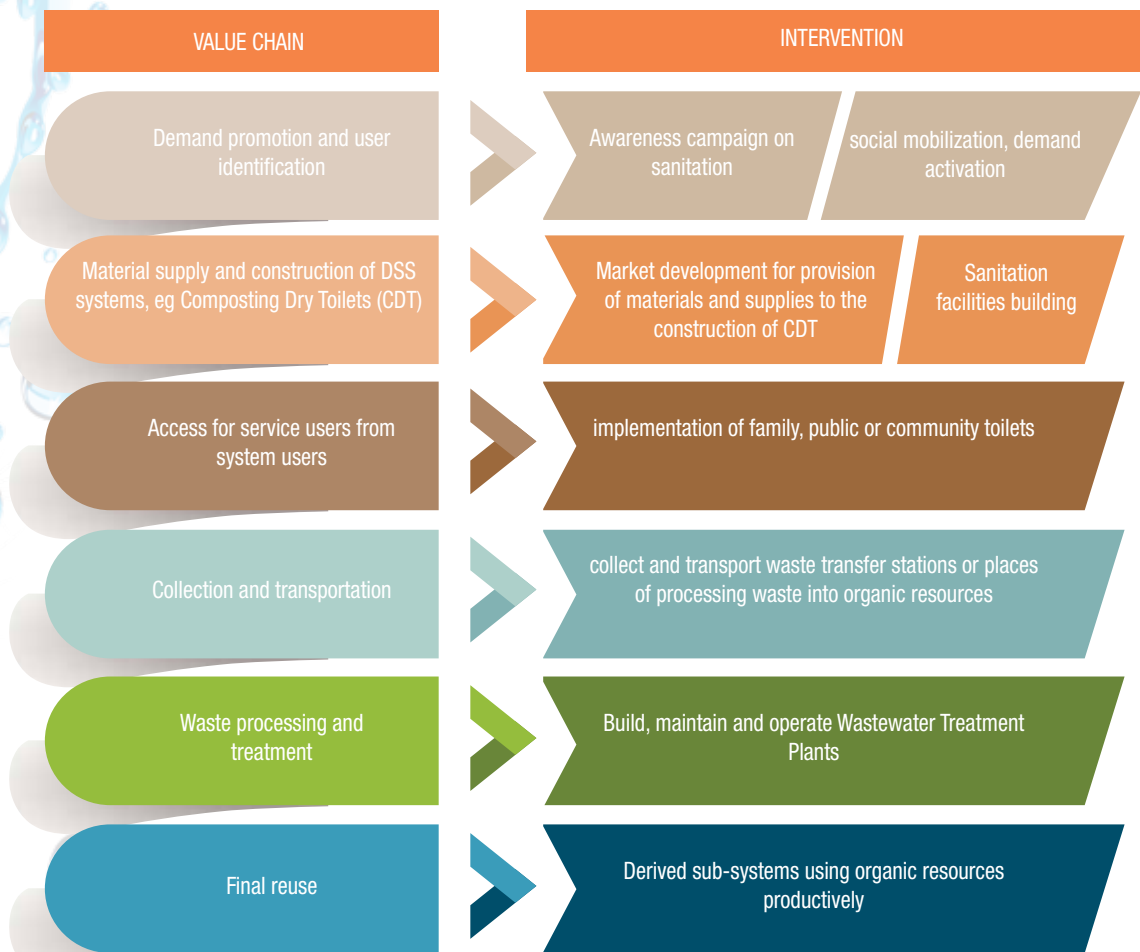 VALUE CHAIN
INTERVENTION
Demand promotion and user
identification
Awareness campaign on
sanitation
social mobilization, demand
activation
Material supply and construction of DSS
systems, eg Composting Dry Toilets (CDT)
Market development for provision
of materials and supplies to the
construction of CDT
Sanitation
facilities building
Access for service users from
system users
implementation of family, public or community toilets
Collection and transportation
collect and transport waste transfer stations or places
of processing waste into organic resources
Waste processing and
treatment
Build, maintain and operate Wastewater Treatment
Plants
Final reuse
Derived sub-systems using organic resources
productively